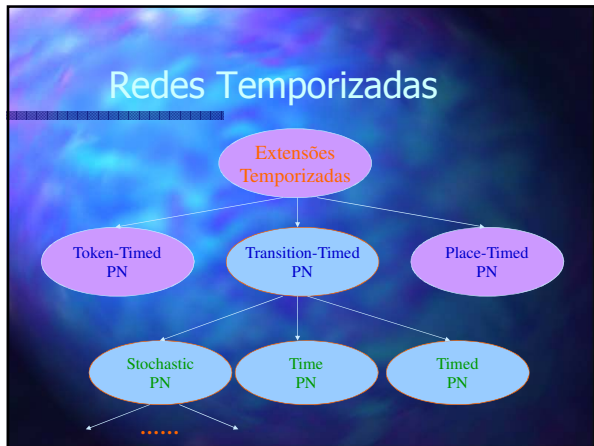 Redes Temporizadas
Extensões
Temporizadas
Token-Timed
PN
Transition-Timed
PN
Place-Timed
PN
Stochastic
PN
Time
PN
Timed
PN
......